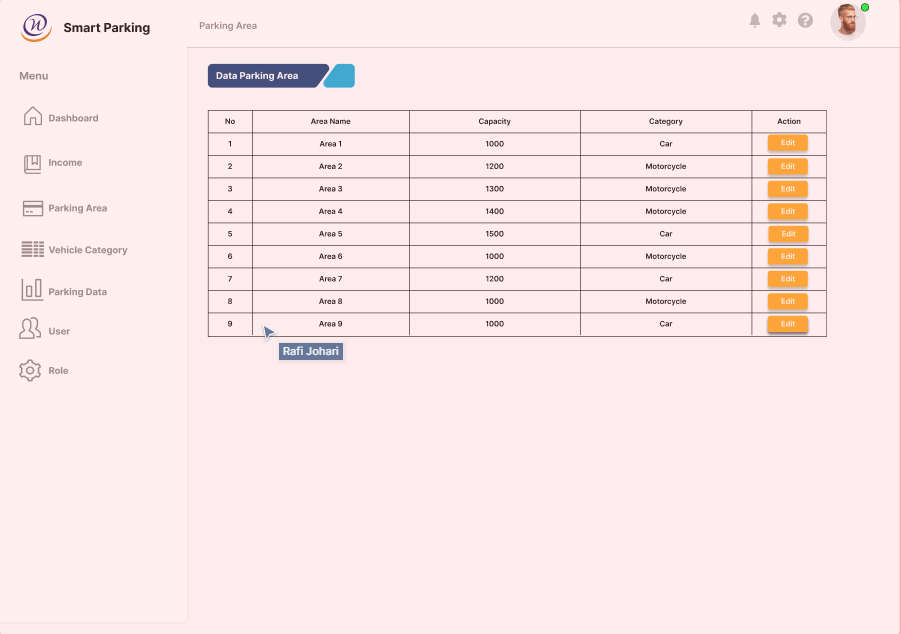 Smart Parking
Parking Area
Menu
Dashboard
Income
Parking Area
Vehicle Category
Parking Data
User
Role
Data Parking Area
No Area Name Capacity Category Action
1 Area 1 1000 Car Edit
2 Area 2 1200 Motorcycle Edit
3 Area 3 1300 Motorcycle Edit
4 Area 4 1400 Motorcycle Edit
5 Area 5 1500 Car Edit
6 Area 6 1000 Motorcycle Edit
7 Area 7 1200 Car Edit
8 Area 8 1000 Motorcycle Edit
9 Area 9 1000 Car Edit
Rafi Johari